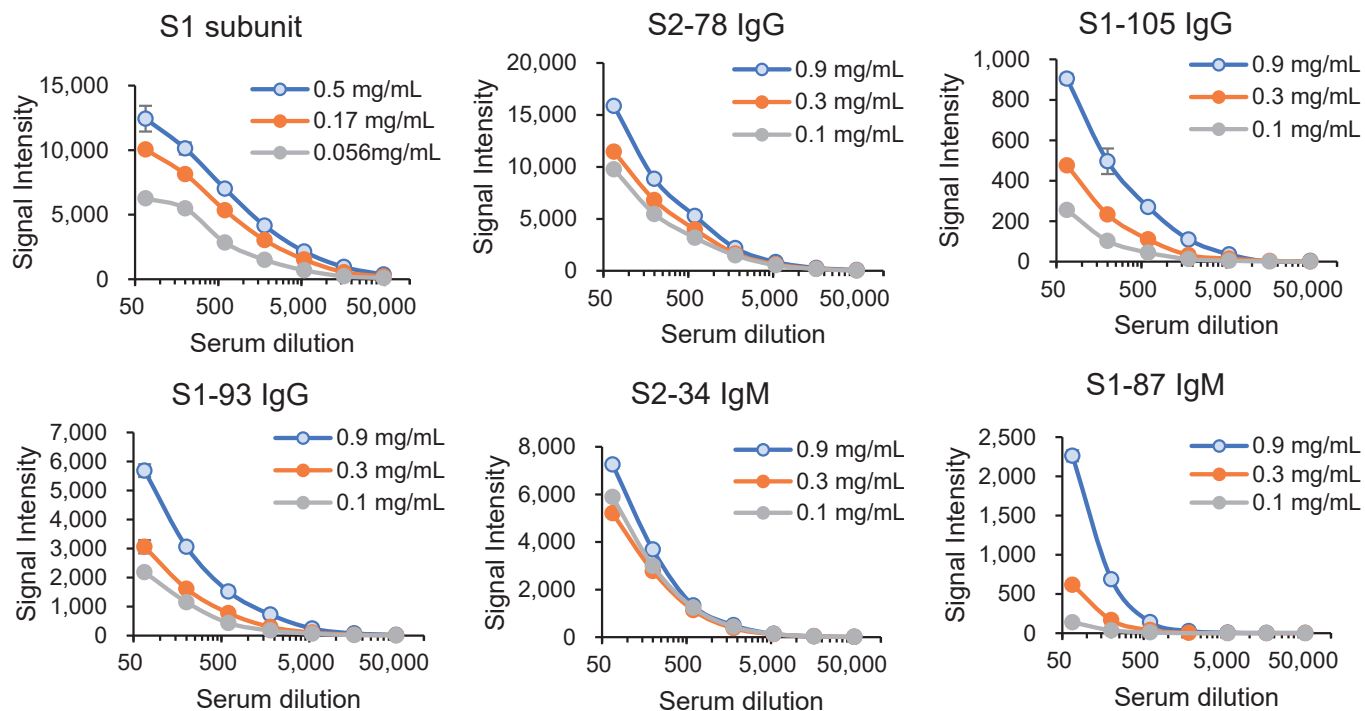 S1 subunit
15,000
10,000
5,000
0
50
500
5,000
50,000
Signal Intensity
Serum dilution
0.5 mg/mL
0.17 mg/mL
0.056mg/mL
S2-78 IgG
20,000
15,000
10,000
5,000
0
50
500
5,000
50,000
Signal Intensity
Serum dilution
0.9 mg/mL
0.3 mg/mL
0.1 mg/mL
S1-105 IgG
1,000
800
600
400
200
0
50
500
5,000
50,000
Signal Intensity
Serum dilution
0.9 mg/mL
0.3 mg/mL
0.1 mg/mL
S1-93 IgG
7,000
6,000
5,000
4,000
3,000
2,000
1,000
0
50
500
5,000
50,000
Signal Intensity
Serum dilution
0.9 mg/mL
0.3 mg/mL
0.1 mg/mL
S2-34 IgM
8,000
6,000
4,000
2,000
0
50
500
5,000
50,000
Signal Intensity
Serum dilution
0.9 mg/mL
0.3 mg/mL
0.1 mg/mL
S1-87 IgM
2,500
2,000
1,500
1,000
500
0
50
500
5,000
50,000
Signal Intensity
Serum dilution
0.9 mg/mL
0.3 mg/mL
0.1 mg/mL